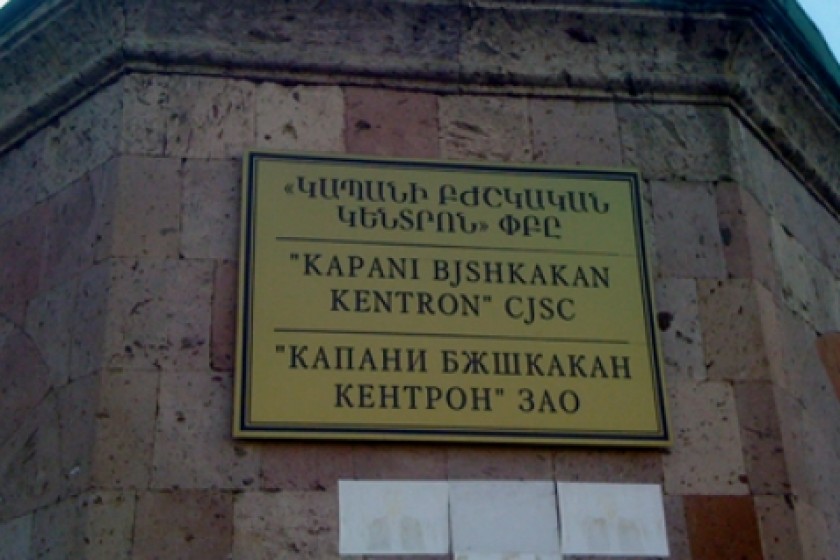 «ԿԱՊԱՆԻ ԲԺՇԿԱԿԱՆ
ԿԵՆՏՐՈՆ» ՓԲԸ
"KAPANI BJSHKAKAN
KENTRON" CJSC
"КАПАНИ БЖШКАКАН
КЕНТРОН" ЗАО